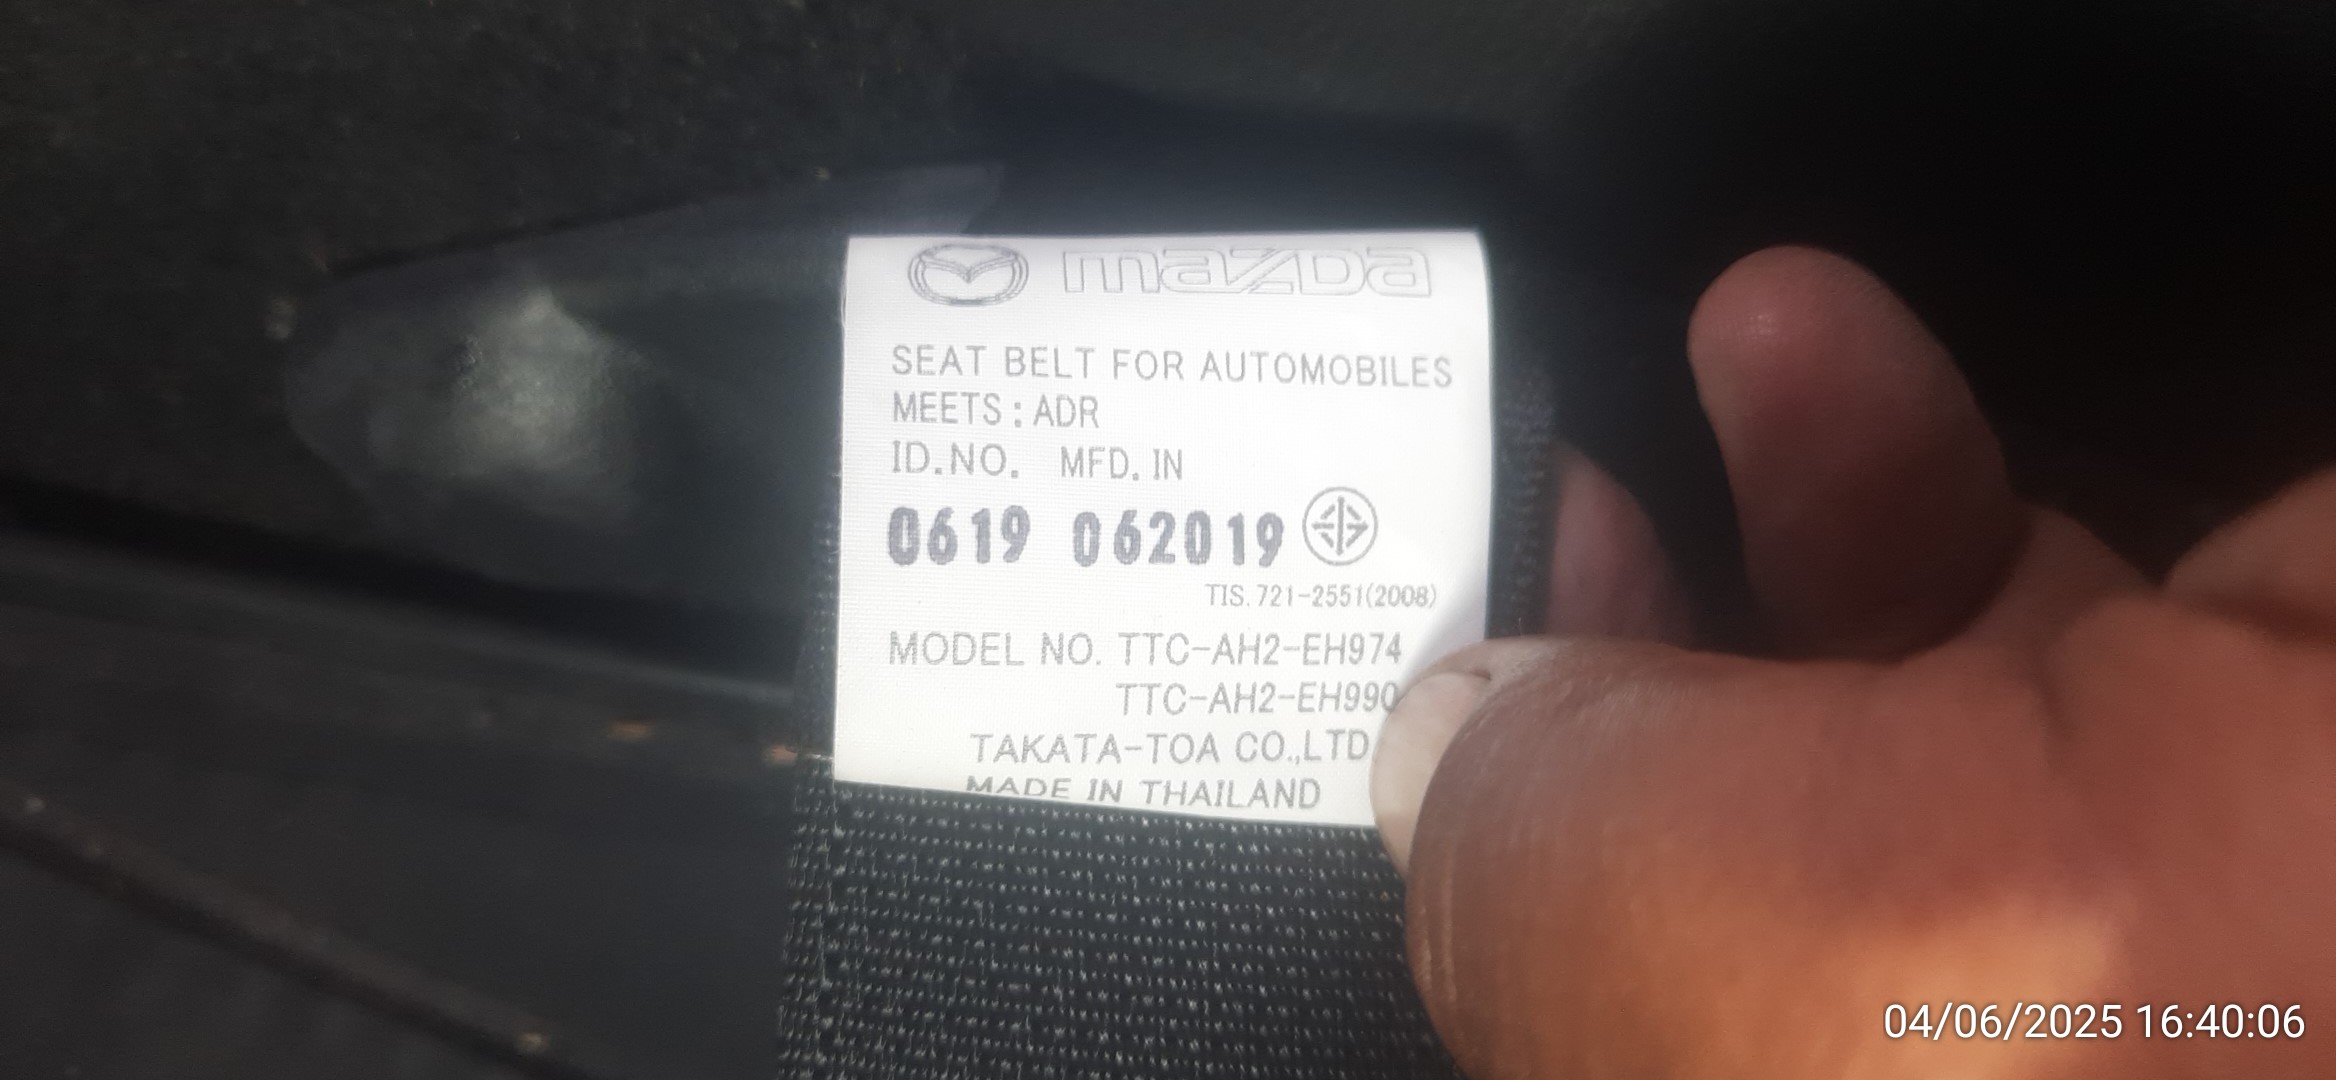 mazda
SEAT BELT FOR AUTOMOBILES
MEETS : ADR
ID.NO. MFD. IN
0619 062019
TIS. 721-2551(2008)
MODEL NO. TTC-AH2-EH974
TTC-AH2-EH990
TAKATA-TOA CO.,LTD
MADE IN THAILAND
04/06/2025 16:40:06